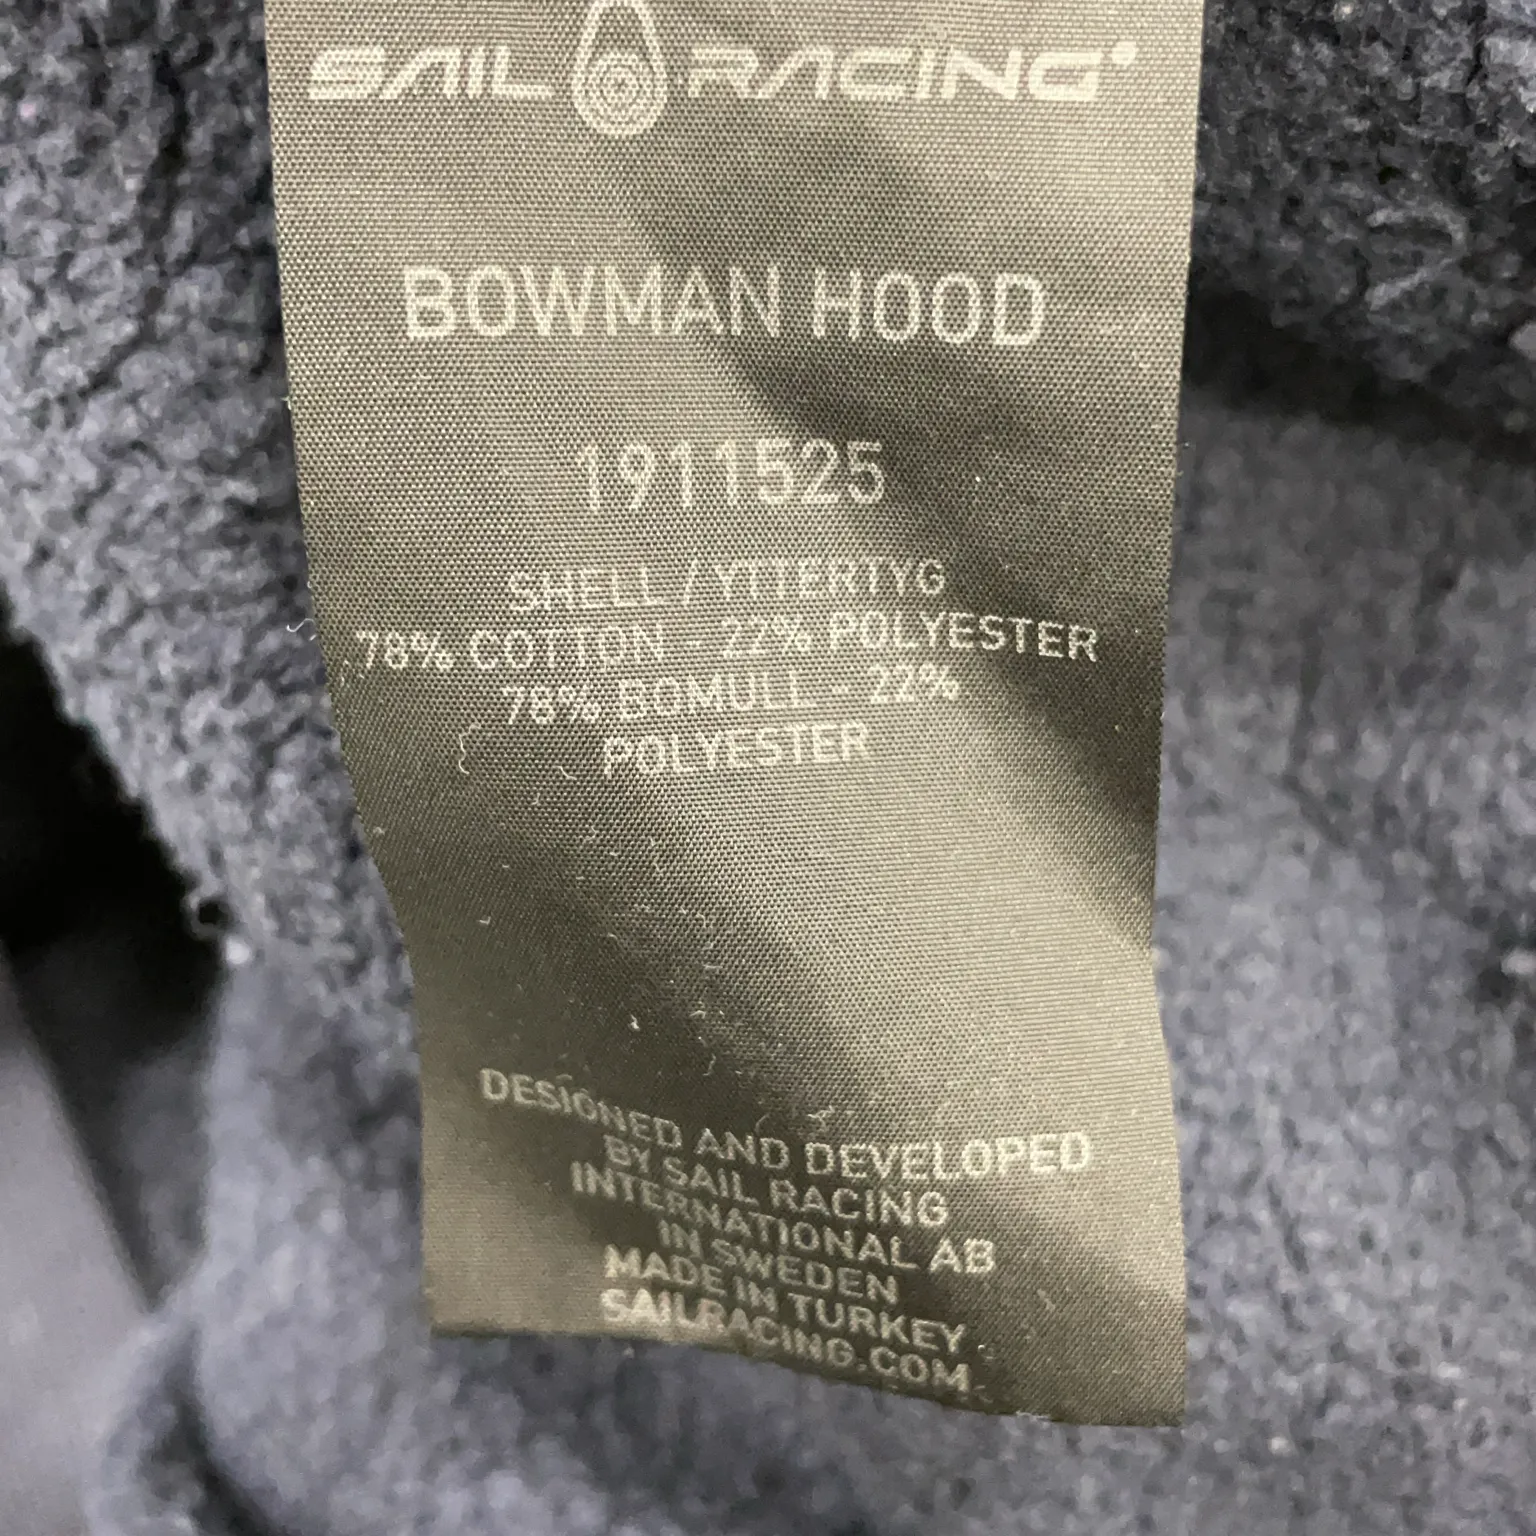 SAIL RACING
BOWMAN HOOD
1911525
SHELL / YTTERTYG
78% COTTON - 22% POLYESTER
78% BOMULL - 22%
POLYESTER
DESIGNED AND DEVELOPED
BY SAIL RACING
INTERNATIONAL AB
IN SWEDEN
MADE IN TURKEY
SAILRACING.COM